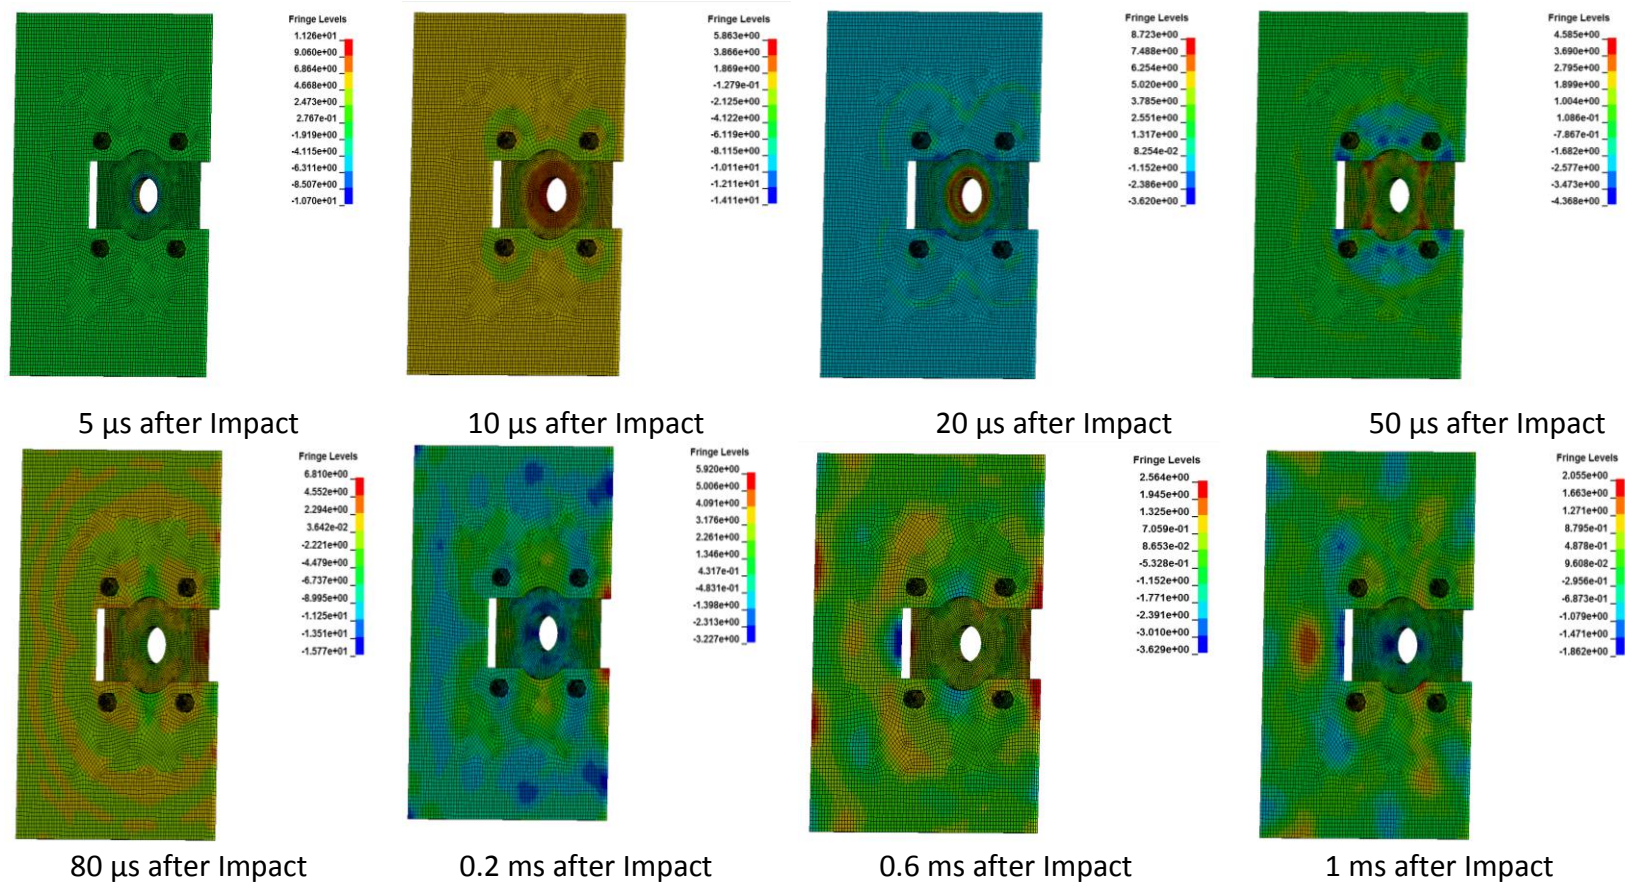 Fringe Levels
1.126e+01
9.060e+00
6.864e+00
4.668e+00
2.473e+00
2.767e-01
-1.919e+00
-4.115e+00
-6.311e+00
-8.507e+00
-1.070e+01
5 µs after Impact
Fringe Levels
5.863e+00
3.866e+00
1.869e+00
-1.279e-01
-2.125e+00
-4.122e+00
-6.119e+00
-8.115e+00
-1.011e+01
-1.211e+01
-1.411e+01
10 µs after Impact
Fringe Levels
8.723e+00
7.488e+00
6.254e+00
5.020e+00
3.785e+00
2.551e+00
1.317e+00
8.254e-02
-1.152e+00
-2.386e+00
-3.620e+00
20 µs after Impact
Fringe Levels
4.585e+00
3.690e+00
2.795e+00
1.899e+00
1.004e+00
1.086e-01
-7.867e-01
-1.682e+00
-2.577e+00
-3.473e+00
-4.368e+00
50 µs after Impact
Fringe Levels
6.810e+00
4.552e+00
2.294e+00
3.642e-02
-2.221e+00
-4.479e+00
-6.737e+00
-8.995e+00
-1.125e+01
-1.351e+01
-1.577e+01
80 µs after Impact
Fringe Levels
5.920e+00
5.006e+00
4.091e+00
3.176e+00
2.261e+00
1.346e+00
4.317e-01
-4.831e-01
-1.398e+00
-2.313e+00
-3.227e+00
0.2 ms after Impact
Fringe Levels
2.564e+00
1.945e+00
1.325e+00
7.059e-01
8.653e-02
-5.328e-01
-1.152e+00
-1.771e+00
-2.391e+00
-3.010e+00
-3.629e+00
0.6 ms after Impact
Fringe Levels
2.055e+00
1.663e+00
1.271e+00
8.795e-01
4.878e-01
9.608e-02
-2.956e-01
-6.873e-01
-1.079e+00
-1.471e+00
-1.862e+00
1 ms after Impact